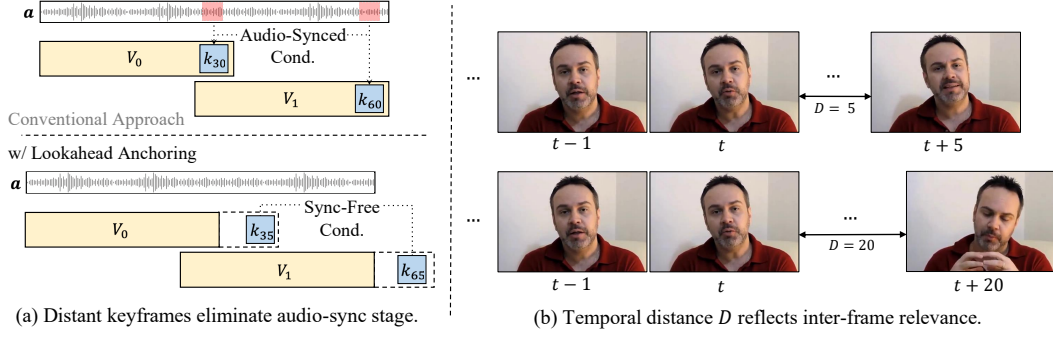 a
Audio-Synced
Cond.
V₀
k₃₀
V₁
k₆₀
Conventional Approach
w/ Lookahead Anchoring
a
Sync-Free
Cond.
V₀
k₃₅
V₁
k₆₅
(a) Distant keyframes eliminate audio-sync stage.
... ...
D = 5
t − 1 t t + 5
... ...
D = 20
t − 1 t t + 20
(b) Temporal distance D reflects inter-frame relevance.